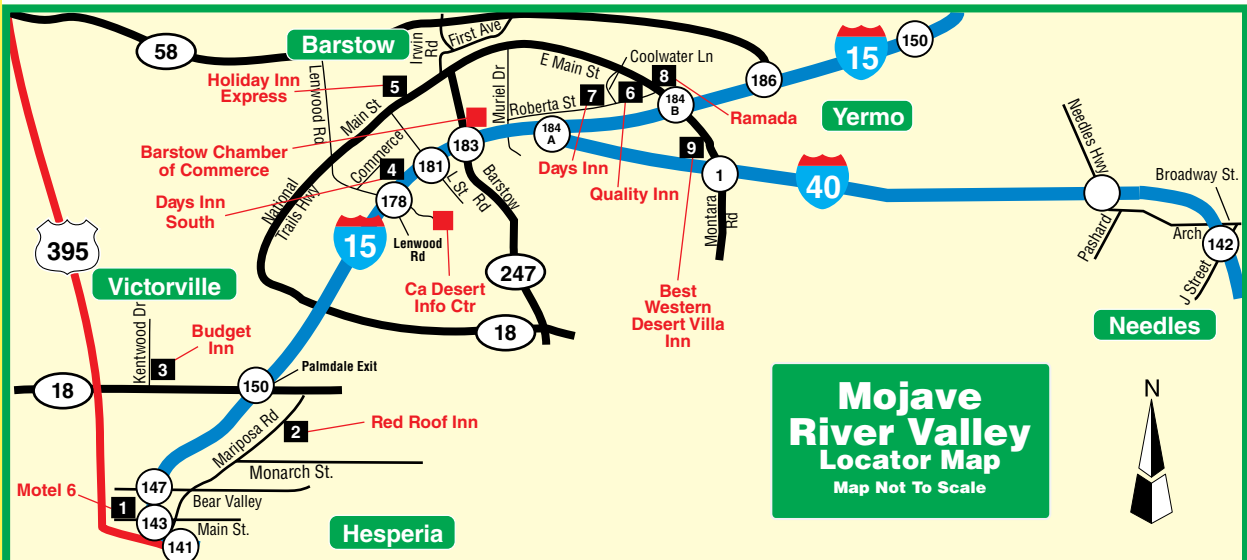 58
Barstow
Irwin
Rd
First Ave
15
150
186
Holiday Inn
Express
5
Lenwood Rd
Main St
Muriel Dr
E Main St
Coolwater Ln
8
7
6
Roberta St
184
B
Ramada
Yermo
Barstow Chamber
of Commerce
Commerce
183
184
A
Days Inn
Quality Inn
9
1
40
Needles Hwy
Broadway St.
4
181
L St
Days Inn
South
178
Barstow
Rd
National
Trails Hwy
15
Lenwood
Rd
Montara
Rd
Pashard
Arch
142
J Street
395
Victorville
Ca Desert
Info Ctr
247
18
Best
Western
Desert Villa
Inn
Needles
Kentwood Dr
Budget
Inn
3
18
150
Palmdale Exit
Mariposa Rd
2
Red Roof Inn
Monarch St.
147
Bear Valley
Motel 6
1
143
Main St.
141
Hesperia
Mojave
River Valley
Locator Map
Map Not To Scale
N